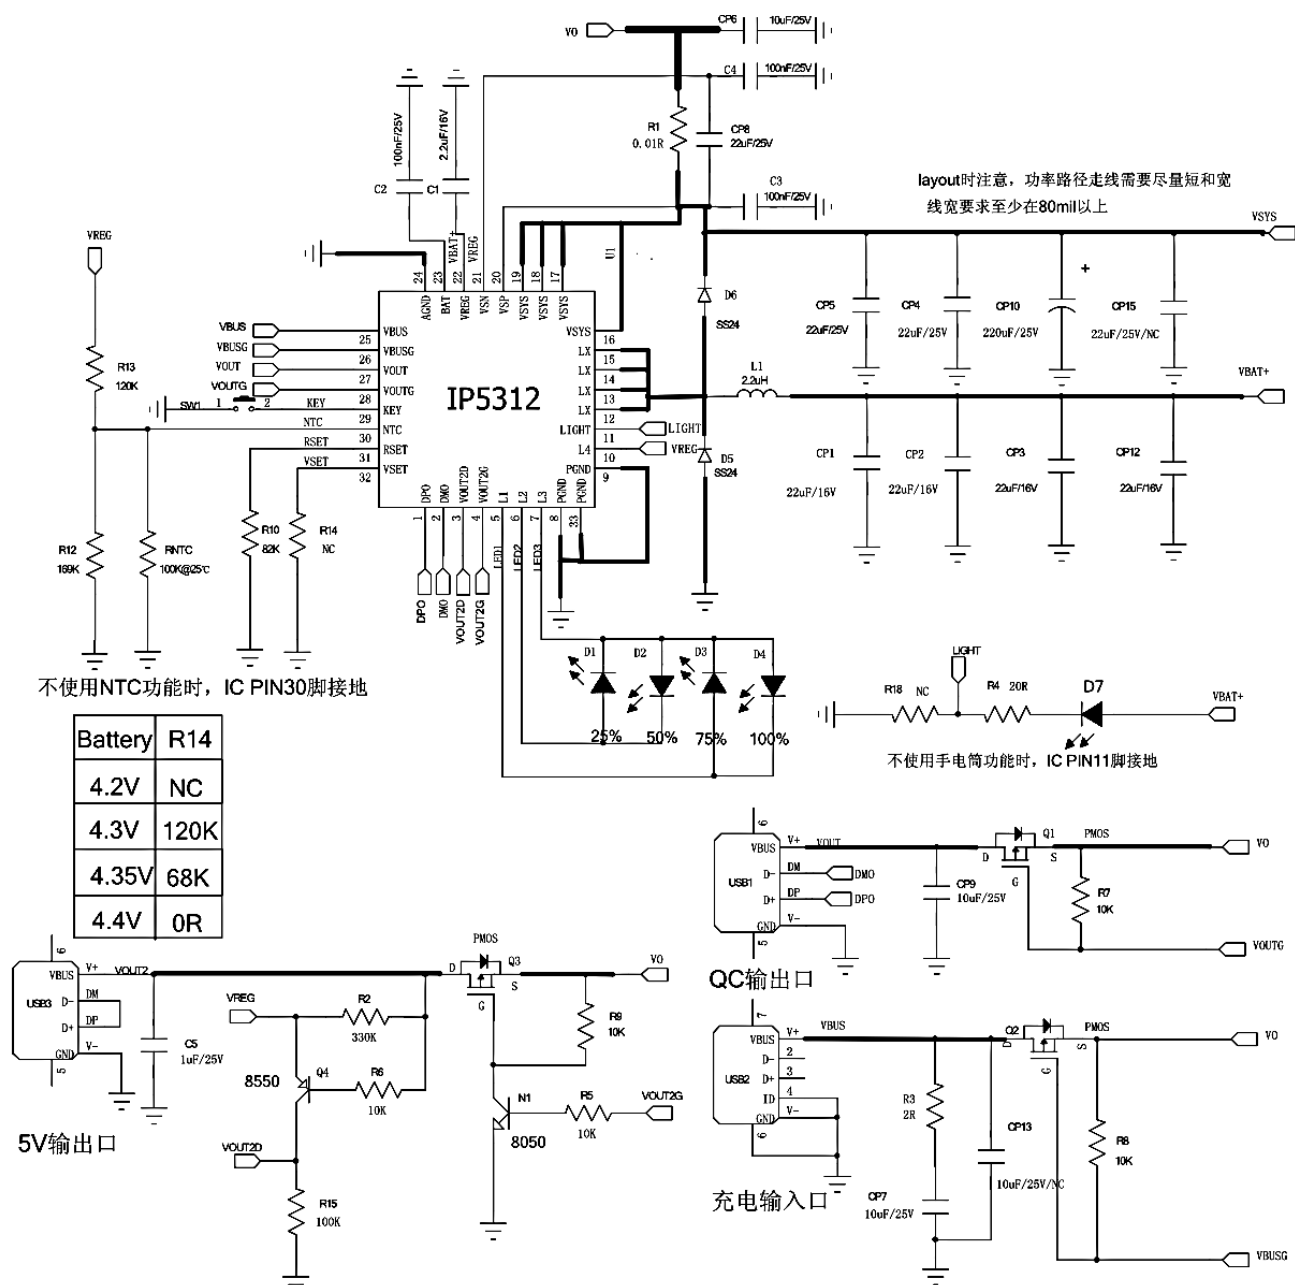 CP6
10uF/25V
VO
C4
100nF/25V
R1
0.01R
CP8
22uF/25V
C3
100nF/25V
100nF/25V
C2
2.2uF/16V
C1
layout时注意，功率路径走线需要尽量短和宽
线宽要求至少在80mil以上
VSYS
VREG
VBAT+
VREG
U1
24
23
22
21
20
19
18
17
AGND
BAT
VREG
VSN
VSP
VSYS
VSYS
VSYS
D6
SS24
CP5
22uF/25V
CP4
22uF/25V
+
CP10
220uF/25V
CP15
22uF/25V/NC
VBUS
VBUSG
VOUT
VOUTG
SW1
1
2
KEY
NTC
RSET
VSET
25
26
27
28
29
30
31
32
VBUS
VBUSG
VOUT
VOUTG
KEY
NTC
RSET
VSET
IP5312
VSYS
LX
LX
LX
LX
LIGHT
L4
PGND
16
15
14
13
12
11
10
9
LIGHT
VREG
L1
2.2uH
VBAT+
D5
SS24
CP1
22uF/16V
CP2
22uF/16V
CP3
22uF/16V
CP12
22uF/16V
R13
120K
R12
169K
RNTC
100K@25℃
R10
82K
R14
NC
DPO
DMO
VOUT2D
VOUT2G
L1
L2
L3
PGND
PGND
1
2
3
4
5
6
7
8
33
LED1
LED2
LED3
DPO
DMO
VOUT2D
VOUT2G
不使用NTC功能时，IC PIN30脚接地
D1
D2
D3
D4
25%
50%
75%
100%
LIGHT
R18
NC
R4
20R
D7
VBAT+
不使用手电筒功能时，IC PIN11脚接地
Battery R14
4.2V NC
4.3V 120K
4.35V 68K
4.4V 0R
6
VBUS
V+
VOUT
USB1
D-
DM
DMO
D+
DP
DPO
GND
V-
5
CP9
10uF/25V
D
G
S
Q1
PMOS
VO
R7
10K
VOUTG
QC输出口
6
VBUS
V+
VOUT2
USB3
D-
DM
D+
DP
GND
V-
5
C5
1uF/25V
VREG
R2
330K
8550
Q4
R6
10K
VOUT2D
R15
100K
PMOS
D
Q3
S
G
VO
R9
10K
N1
8050
R5
10K
VOUT2G
5V输出口
7
VBUS
V+
VBUS
USB2
D-
2
D+
3
ID
4
GND
V-
6
R3
2R
CP7
10uF/25V
CP13
10uF/25V/NC
D
Q2
G
S
PMOS
VO
R8
10K
VBUSG
充电输入口